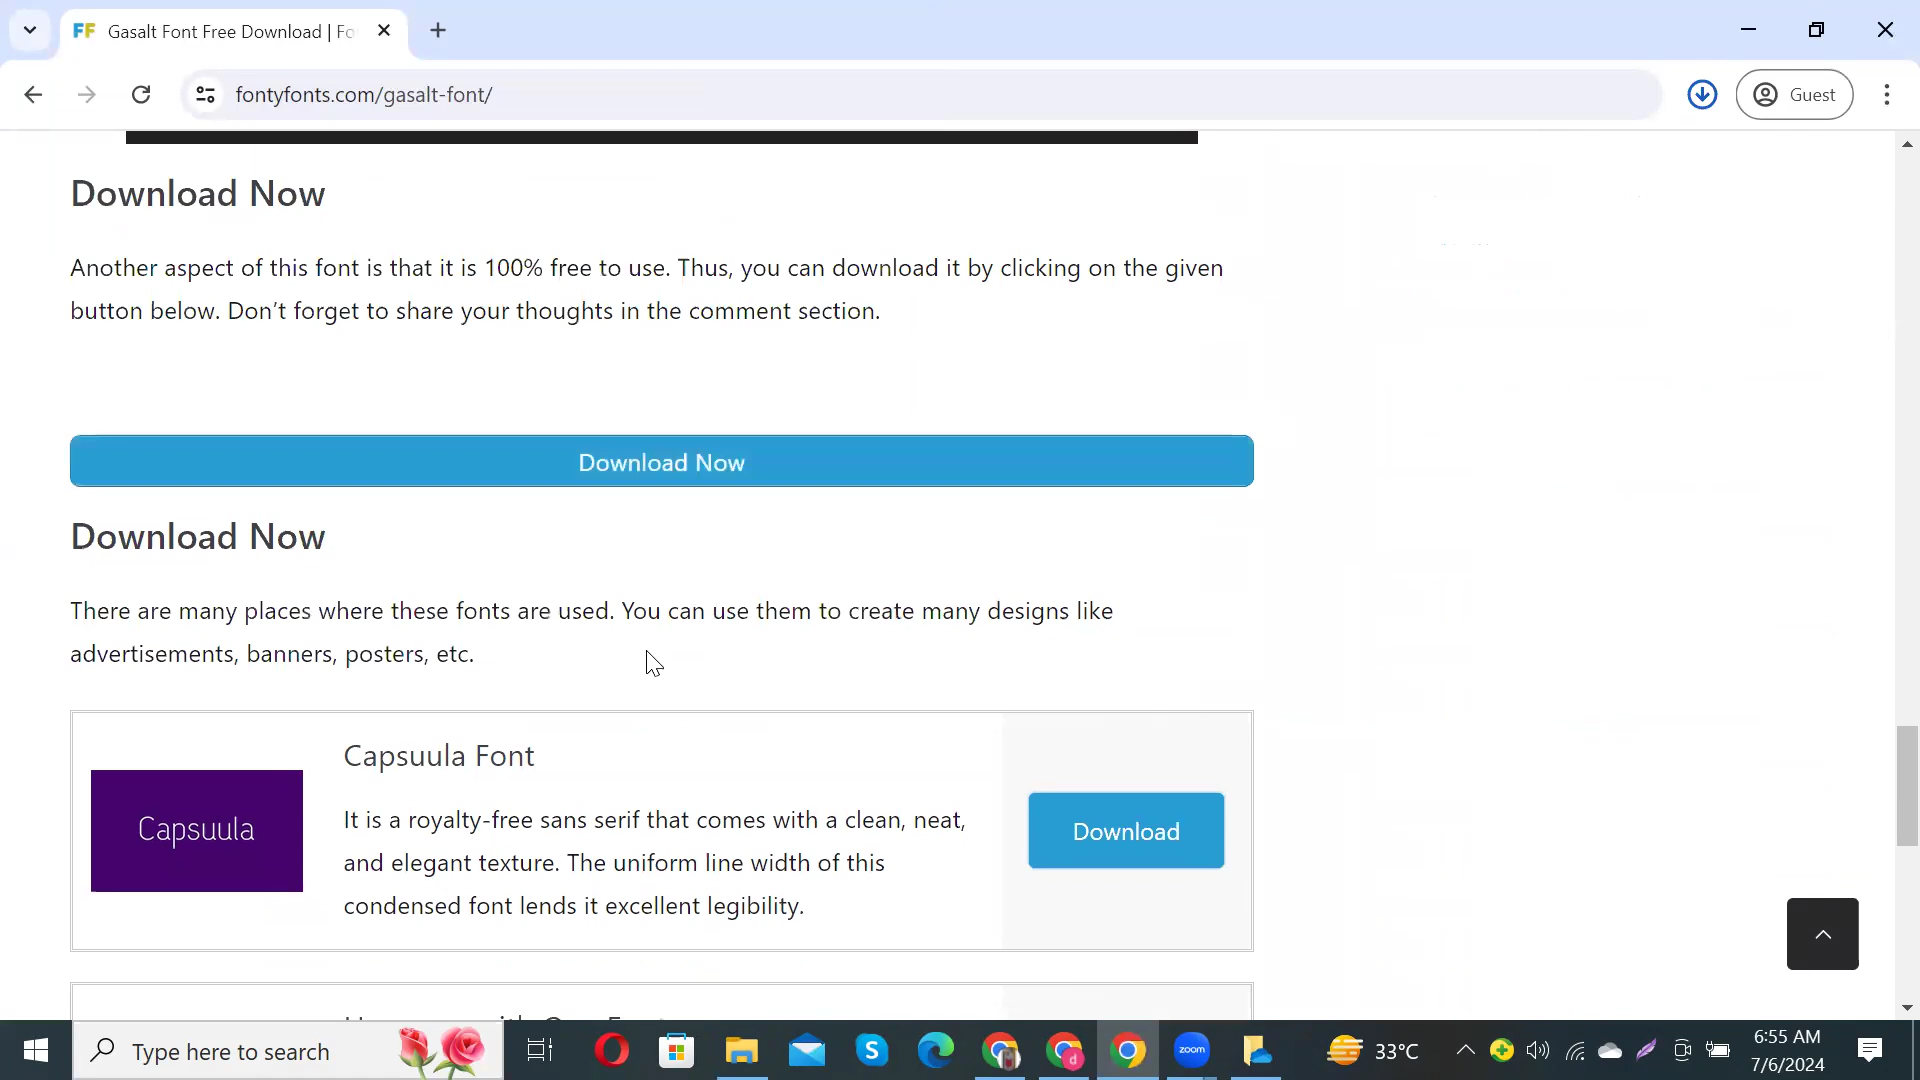 FF Gasalt Font Free Download | Fo
fontyfonts.com/gasalt-font/
Guest
Download Now
Another aspect of this font is that it is 100% free to use. Thus, you can download it by clicking on the given
button below. Don’t forget to share your thoughts in the comment section.
Download Now
Download Now
There are many places where these fonts are used. You can use them to create many designs like
advertisements, banners, posters, etc.
Capsuula
Capsuula Font
It is a royalty-free sans serif that comes with a clean, neat,
and elegant texture. The uniform line width of this
condensed font lends it excellent legibility.
Download
Type here to search
zoom
33°C
6:55 AM
7/6/2024